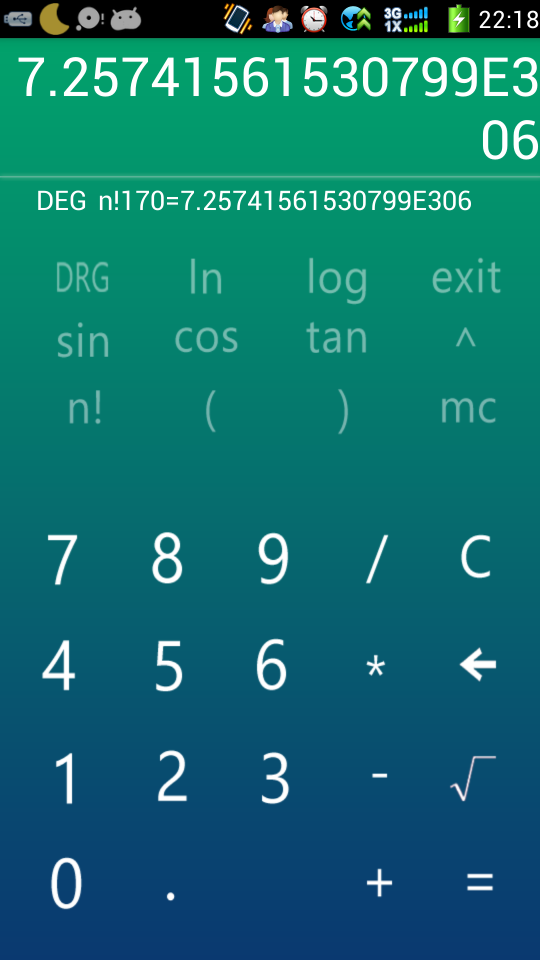 3G 1X 22:18
7.25741561530799E3
06
DEG n!170=7.25741561530799E306
DRG ln log exit
sin cos tan ^
n! ( ) mc
7 8 9 / C
4 5 6 * ←
1 2 3 - √
0 . + =